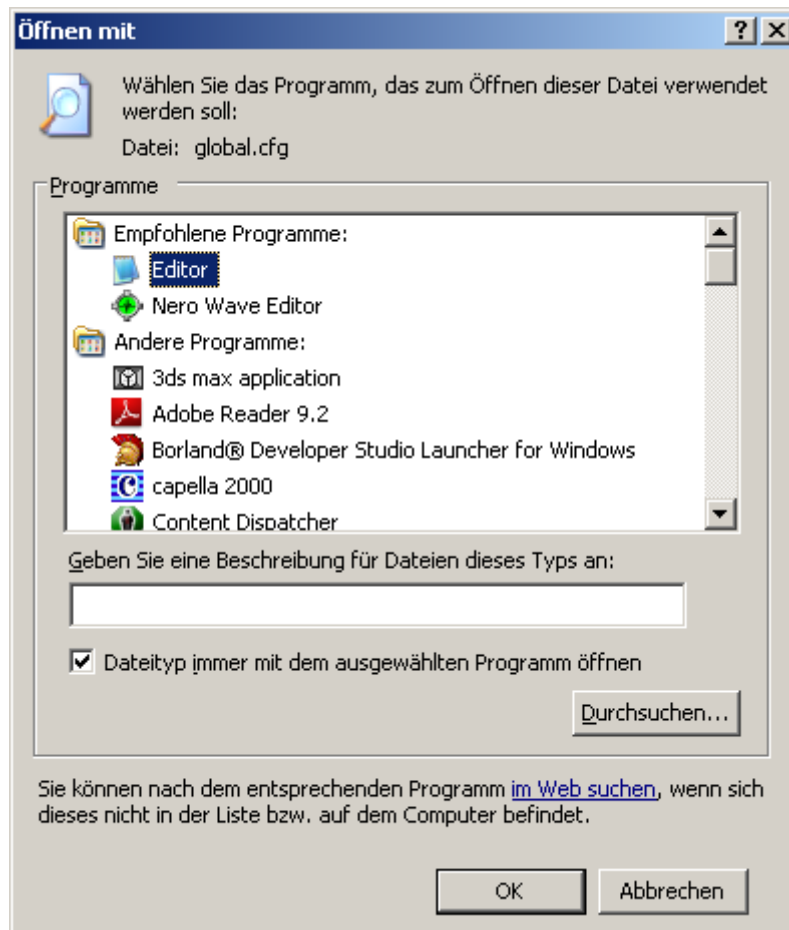 Öffnen mit
Wählen Sie das Programm, das zum Öffnen dieser Datei verwendet
werden soll:
Datei: global.cfg
Programme
Empfohlene Programme:
Editor
Nero Wave Editor
Andere Programme:
3ds max application
Adobe Reader 9.2
Borland® Developer Studio Launcher for Windows
capella 2000
Content Dispatcher
Geben Sie eine Beschreibung für Dateien dieses Typs an:
Dateityp immer mit dem ausgewählten Programm öffnen
Durchsuchen...
Sie können nach dem entsprechenden Programm im Web suchen, wenn sich
dieses nicht in der Liste bzw. auf dem Computer befindet.
OK
Abbrechen